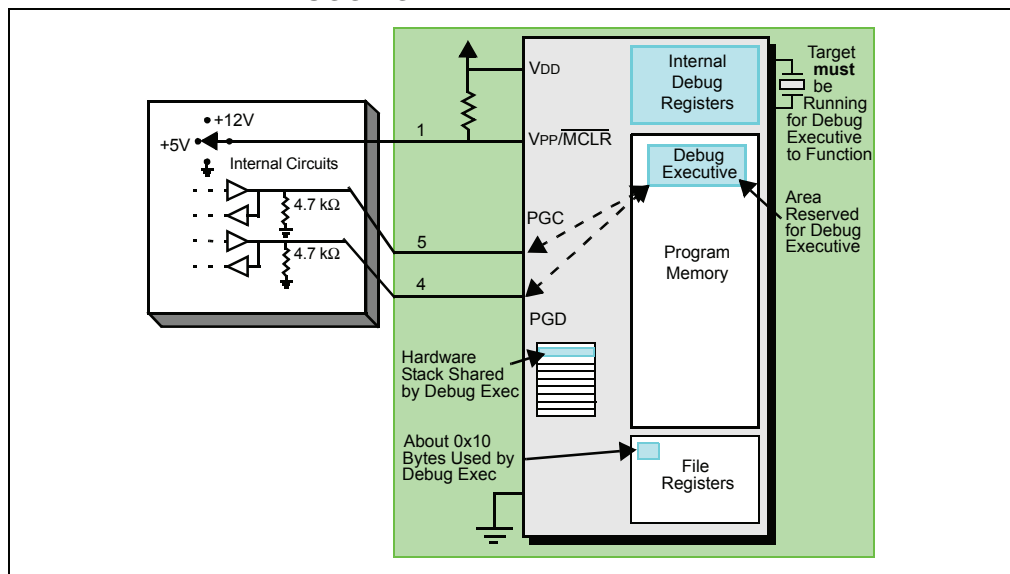 +12V
+5V
Internal Circuits
4.7 kΩ
4.7 kΩ
1
5
4
VDD
VPP/MCLR
PGC
PGD
Internal
Debug
Registers
Target
must
be
Running
for Debug
Executive
to Function
Debug
Executive
Area
Reserved
for Debug
Executive
Program
Memory
Hardware
Stack Shared
by Debug Exec
About 0x10
Bytes Used by
Debug Exec
File
Registers